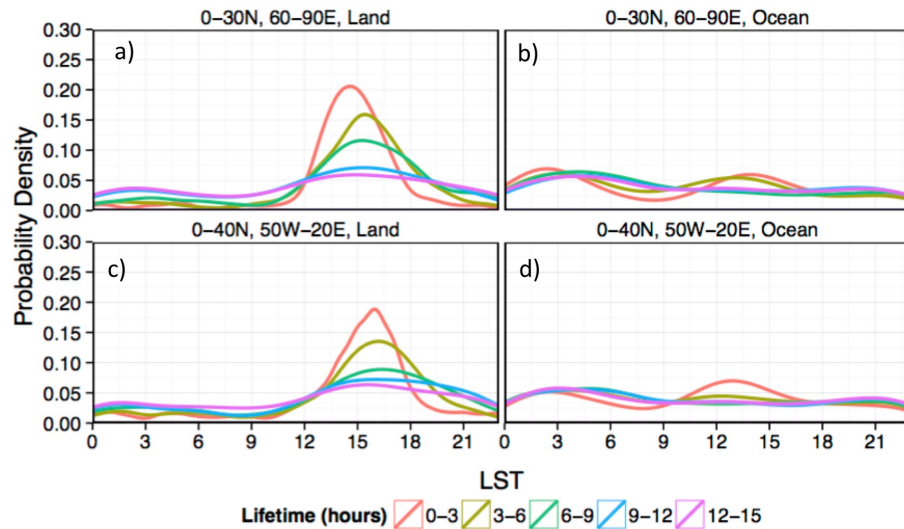 0–30N, 60–90E, Land 0–30N, 60–90E, Ocean
0.30
a) b)
0.25
0.20
0.15
0.10
0.05
0.00
0–40N, 50W–20E, Land 0–40N, 50W–20E, Ocean
0.30
c) d)
0.25
0.20
0.15
0.10
0.05
0.00
Probability Density
0 3 6 9 12 15 18 21 0 3 6 9 12 15 18 21
LST
Lifetime (hours) 0–3 3–6 6–9 9–12 12–15